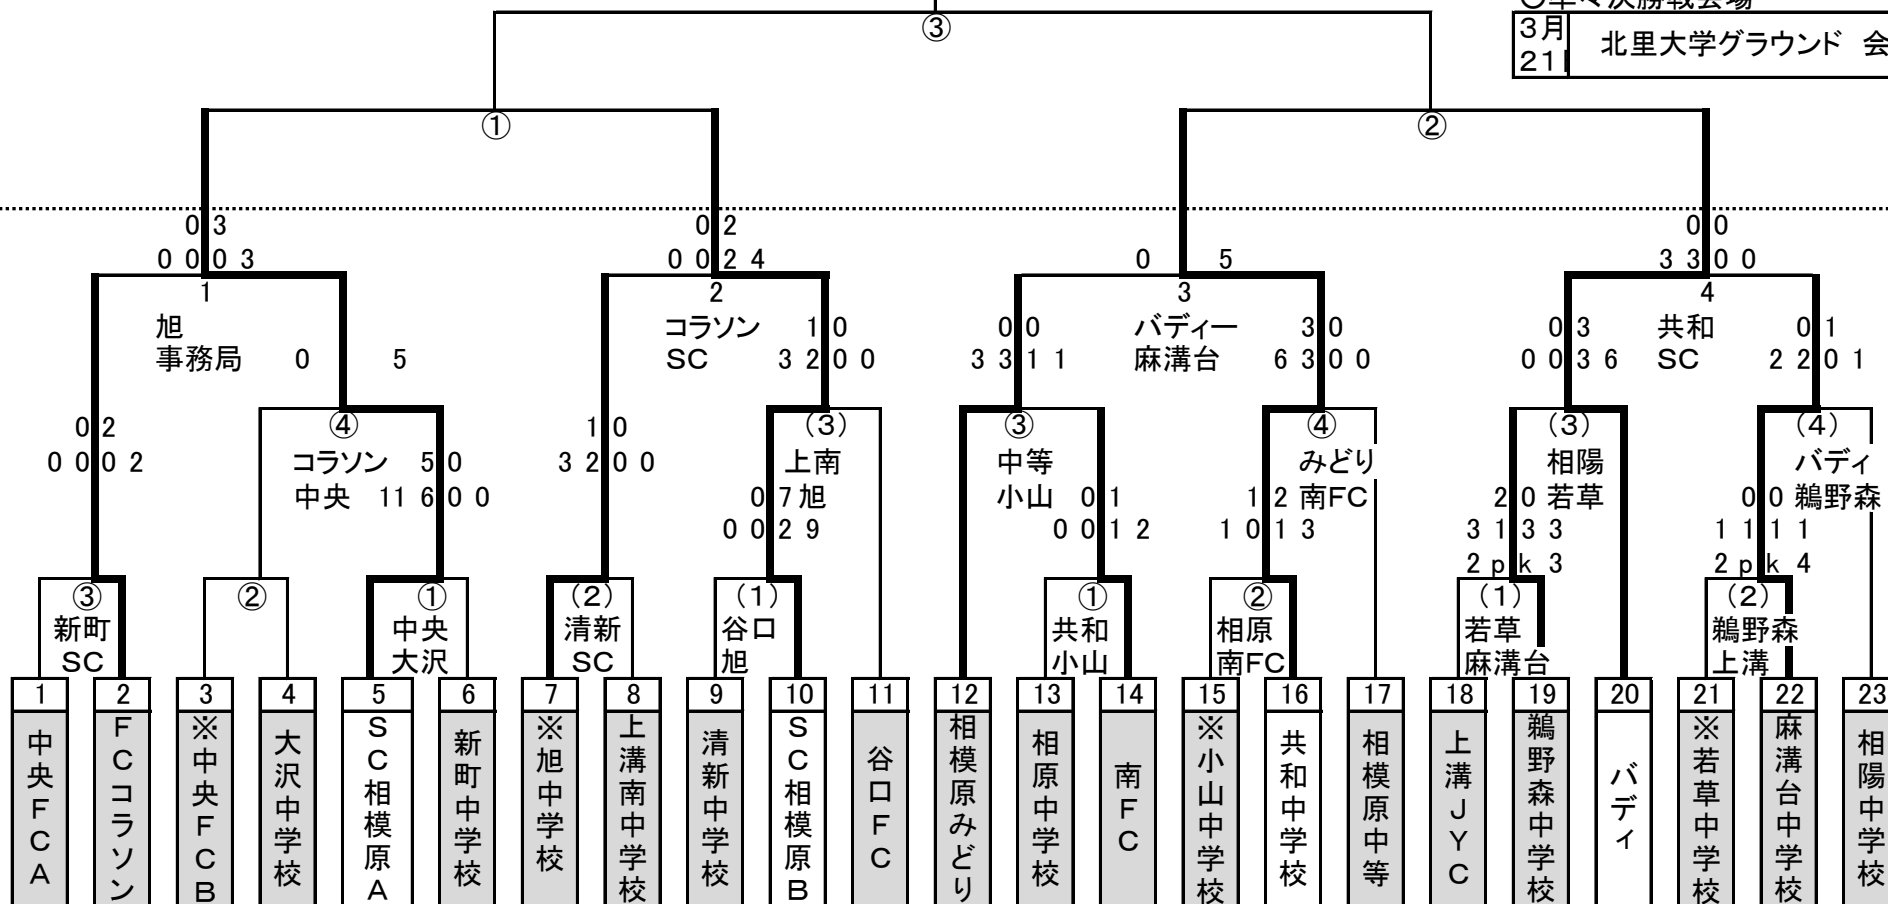 ③
○準々決勝戦会場
3月
21
北里大学グラウンド 会
① ②
0 3 0 2 0 0
0 0 0 3 0 0 2 4 0 5 3 3 0 0
1 2 3 4
旭 コラソン 1 0 0 0 バディー 3 0 0 3 共和 0 1
事務局 0 5 SC 3 2 0 0 3 3 1 1 麻溝台 6 3 0 0 0 0 3 6 SC 2 2 0 1
0 2 ④ 1 0 (3) ③ ④ (3) (4)
0 0 0 2 コラソン 5 0 3 2 0 0 上南 中等 みどり 相陽 バディ
中央 11 6 0 0 0 7 旭 小山 0 1 1 2 南FC 2 0 若草 0 0 鵜野森
0 0 2 9 0 0 1 2 1 0 1 3 3 1 3 3 1 1 1 1
2 p k 3 2 p k 4
③ ② ① (2) (1) ① ② (1) (2)
新町 中央 清新 谷口 共和 相原 若草 鵜野森
SC 大沢 SC 旭 小山 南FC 麻溝台 上溝
1 2 3 4 5 6 7 8 9 10 11 12 13 14 15 16 17 18 19 20 21 22 23
中央FCA
FCコラソン
※中央FCB
大沢中学校
SC相模原A
新町中学校
※旭中学校
上溝南中学校
清新中学校
SC相模原B
谷口FC
相模原みどり
相原中学校
南FC
※小山中学校
共和中学校
相模原中等
上溝JYC
鵜野森中学校
バディ
※若草中学校
麻溝台中学校
相陽中学校